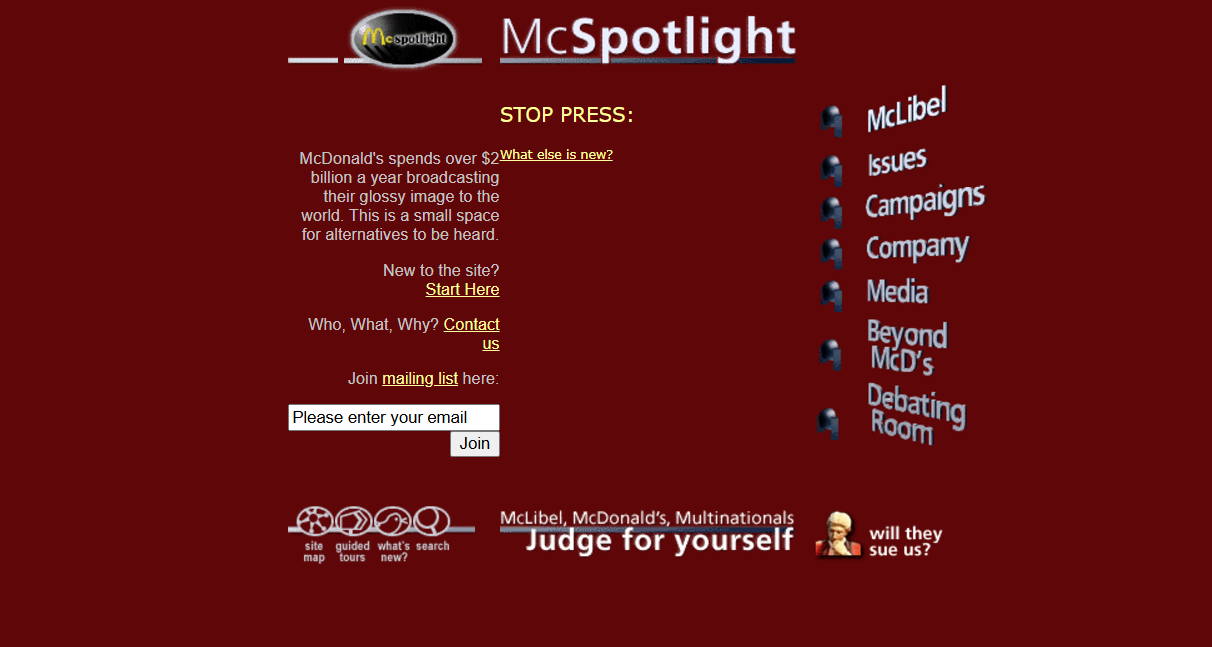 Mcspotlight
McSpotlight
McDonald's spends over $2
billion a year broadcasting
their glossy image to the
world. This is a small space
for alternatives to be heard.
New to the site?
Start Here
Who, What, Why? Contact
us
Join mailing list here:
Please enter your email
Join
STOP PRESS:
What else is new?
McLibel
Issues
Campaigns
Company
Media
Beyond
McD's
Debating
Room
site
map
guided
tours
what's
new?
search
McLibel, McDonald's, Multinationals
Judge for yourself
will they
sue us?